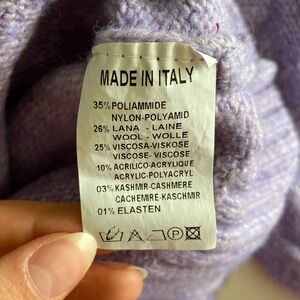 MADE IN ITALY
35% POLIAMMIDE
NYLON-POLYAMID
26% LANA - LAINE
WOOL - WOLLE
25% VISCOSA-VISKOSE
VISCOSE- VISCOSE
10% ACRILICO-ACRYLIQUE
ACRYLIC-POLYACRYL
03% KASHMIR-CASHMERE
CACHEMIRE-KASCHMIR
01% ELASTEN